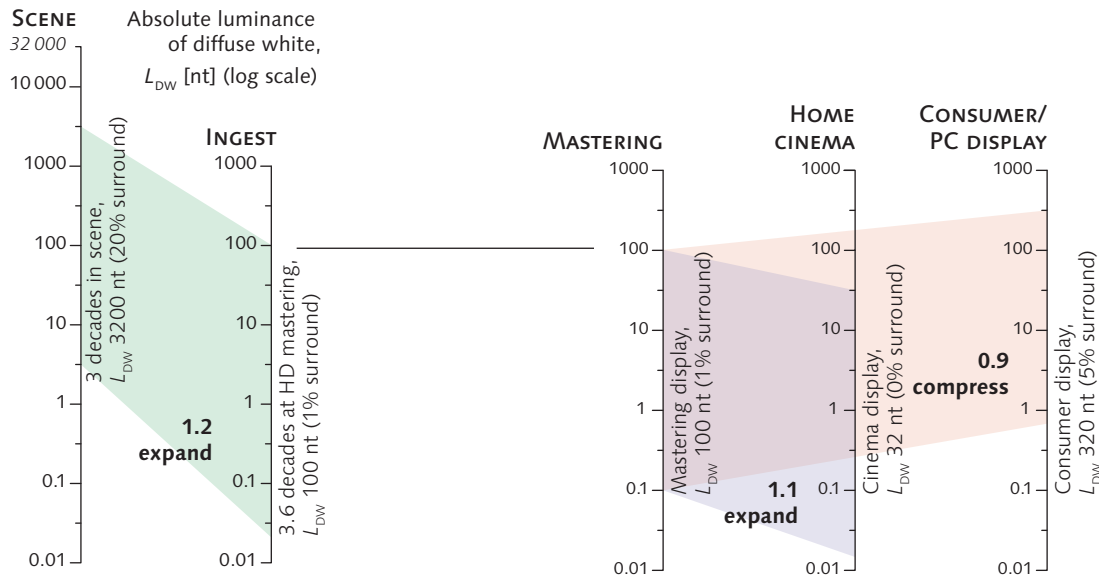 SCENE
32 000
10 000
1000
100
10
1
0.1
0.01
Absolute luminance
of diffuse white,
L_DW [nt] (log scale)
3 decades in scene,
L_DW 3200 nt (20% surround)
1.2
expand
INGEST
1000
100
10
1
0.1
0.01
3.6 decades at HD mastering,
L_DW 100 nt (1% surround)
MASTERING
1000
100
10
1
0.1
0.01
Mastering display,
L_DW 100 nt (1% surround)
1.1
expand
HOME
CINEMA
1000
100
10
1
0.1
0.01
Cinema display,
L_DW 32 nt (0% surround)
0.9
compress
CONSUMER/
PC DISPLAY
1000
100
10
1
0.1
0.01
Consumer display,
L_DW 320 nt (5% surround)